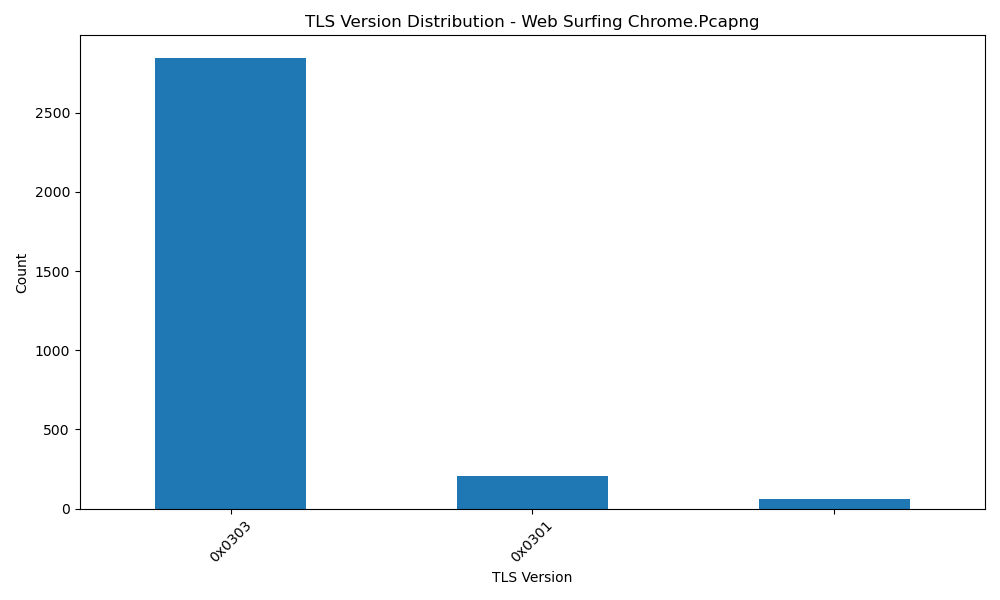 TLS Version Distribution - Web Surfing Chrome.Pcapng
Count
2500
2000
1500
1000
500
0
0x0303
0x0301
TLS Version